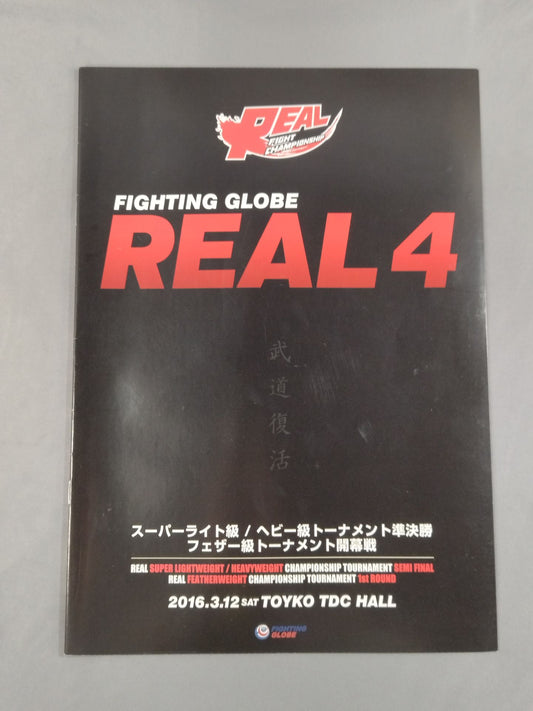 REAL
FIGHT
CHAMPIONSHIP
FIGHTING GLOBE
REAL 4
武
道
復
活
スーパーライト級 / ヘビー級トーナメント準決勝
フェザー級トーナメント開幕戦
REAL SUPER LIGHTWEIGHT / HEAVYWEIGHT CHAMPIONSHIP TOURNAMENT SEMI FINAL
REAL FEATHERWEIGHT CHAMPIONSHIP TOURNAMENT 1st ROUND
2016.3.12 SAT TOYKO TDC HALL
FIGHTING
GLOBE